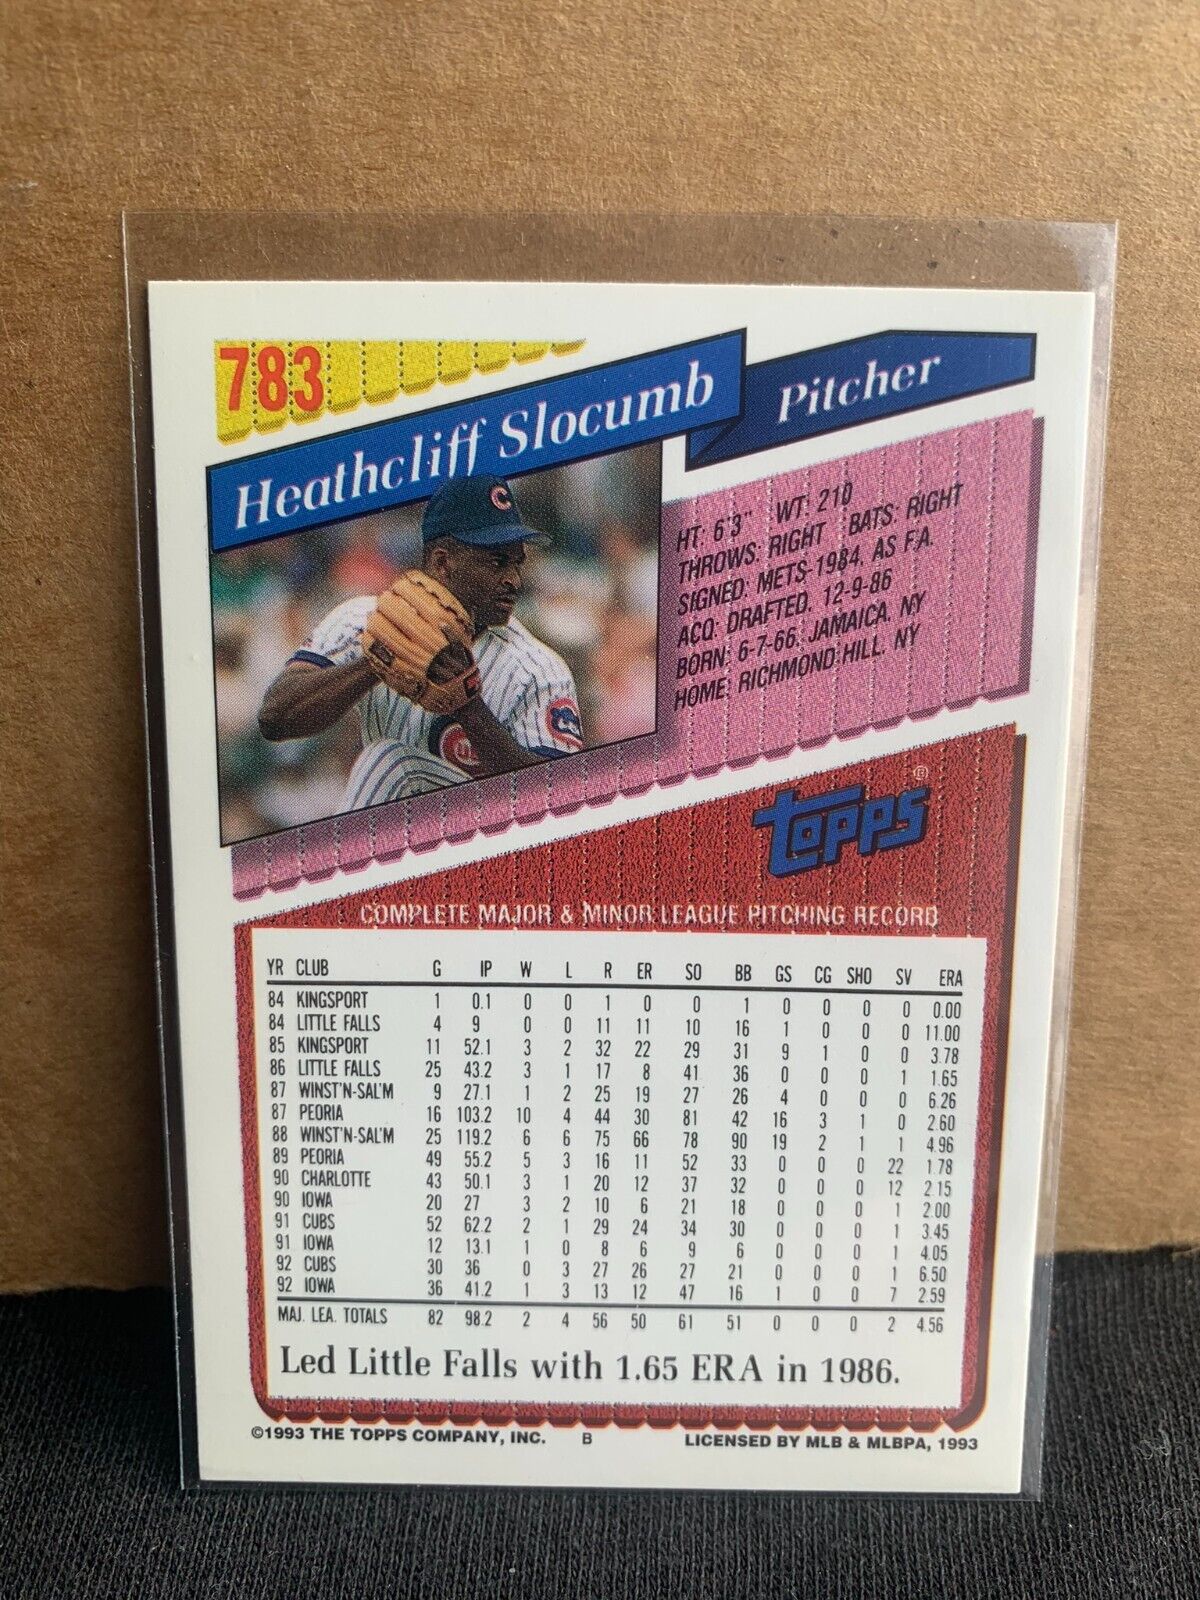 783
Heathcliff Slocumb
Pitcher
HT: 6'3" WT: 210
THROWS: RIGHT BATS: RIGHT
SIGNED: METS-1984, AS F.A.
ACQ: DRAFTED, 12-9-86
BORN: 6-7-66, JAMAICA, NY
HOME: RICHMOND HILL, NY
topps®
COMPLETE MAJOR & MINOR LEAGUE PITCHING RECORD
YR CLUB G IP W L R ER SO BB GS CG SHO SV ERA
84 KINGSPORT 1 0.1 0 0 1 0 0 1 0 0 0 0 0.00
84 LITTLE FALLS 4 9 0 0 11 11 10 16 1 0 0 0 11.00
85 KINGSPORT 11 52.1 3 2 32 22 29 31 9 1 0 0 3.78
86 LITTLE FALLS 25 43.2 3 1 17 8 41 36 0 0 0 1 1.65
87 WINST'N-SAL'M 9 27.1 1 2 25 19 27 26 4 0 0 0 6.26
87 PEORIA 16 103.2 10 4 44 30 81 42 16 3 1 0 2.60
88 WINST'N-SAL'M 25 119.2 6 6 75 66 78 90 19 2 1 1 4.96
89 PEORIA 49 55.2 5 3 16 11 52 33 0 0 0 22 1.78
90 CHARLOTTE 43 50.1 3 1 20 12 37 32 0 0 0 12 2.15
90 IOWA 20 27 3 2 10 6 21 18 0 0 0 1 2.00
91 CUBS 52 62.2 2 1 29 24 34 30 0 0 0 1 3.45
91 IOWA 12 13.1 1 0 8 6 9 6 0 0 0 1 4.05
92 CUBS 30 36 0 3 27 26 27 21 0 0 0 1 6.50
92 IOWA 36 41.2 1 3 13 12 47 16 1 0 0 7 2.59
MAJ. LEA. TOTALS 82 98.2 2 4 56 50 61 51 0 0 0 2 4.56
Led Little Falls with 1.65 ERA in 1986.
©1993 THE TOPPS COMPANY, INC. B LICENSED BY MLB & MLBPA, 1993